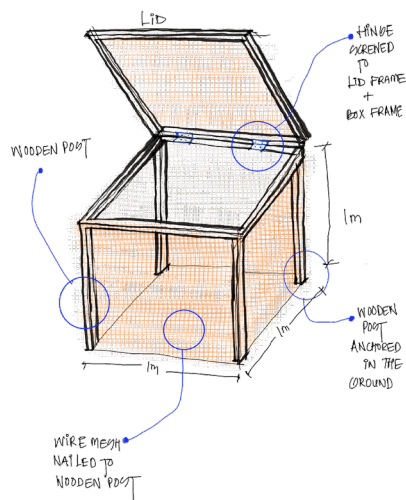 LID
HINGE
SCREWED
TO
LID FRAME
+
BOX FRAME
WOODEN POST
1m
1m
1m
WOODEN
POST
ANCHORED
IN THE
GROUND
WIRE MESH
NAILED TO
WOODEN POST